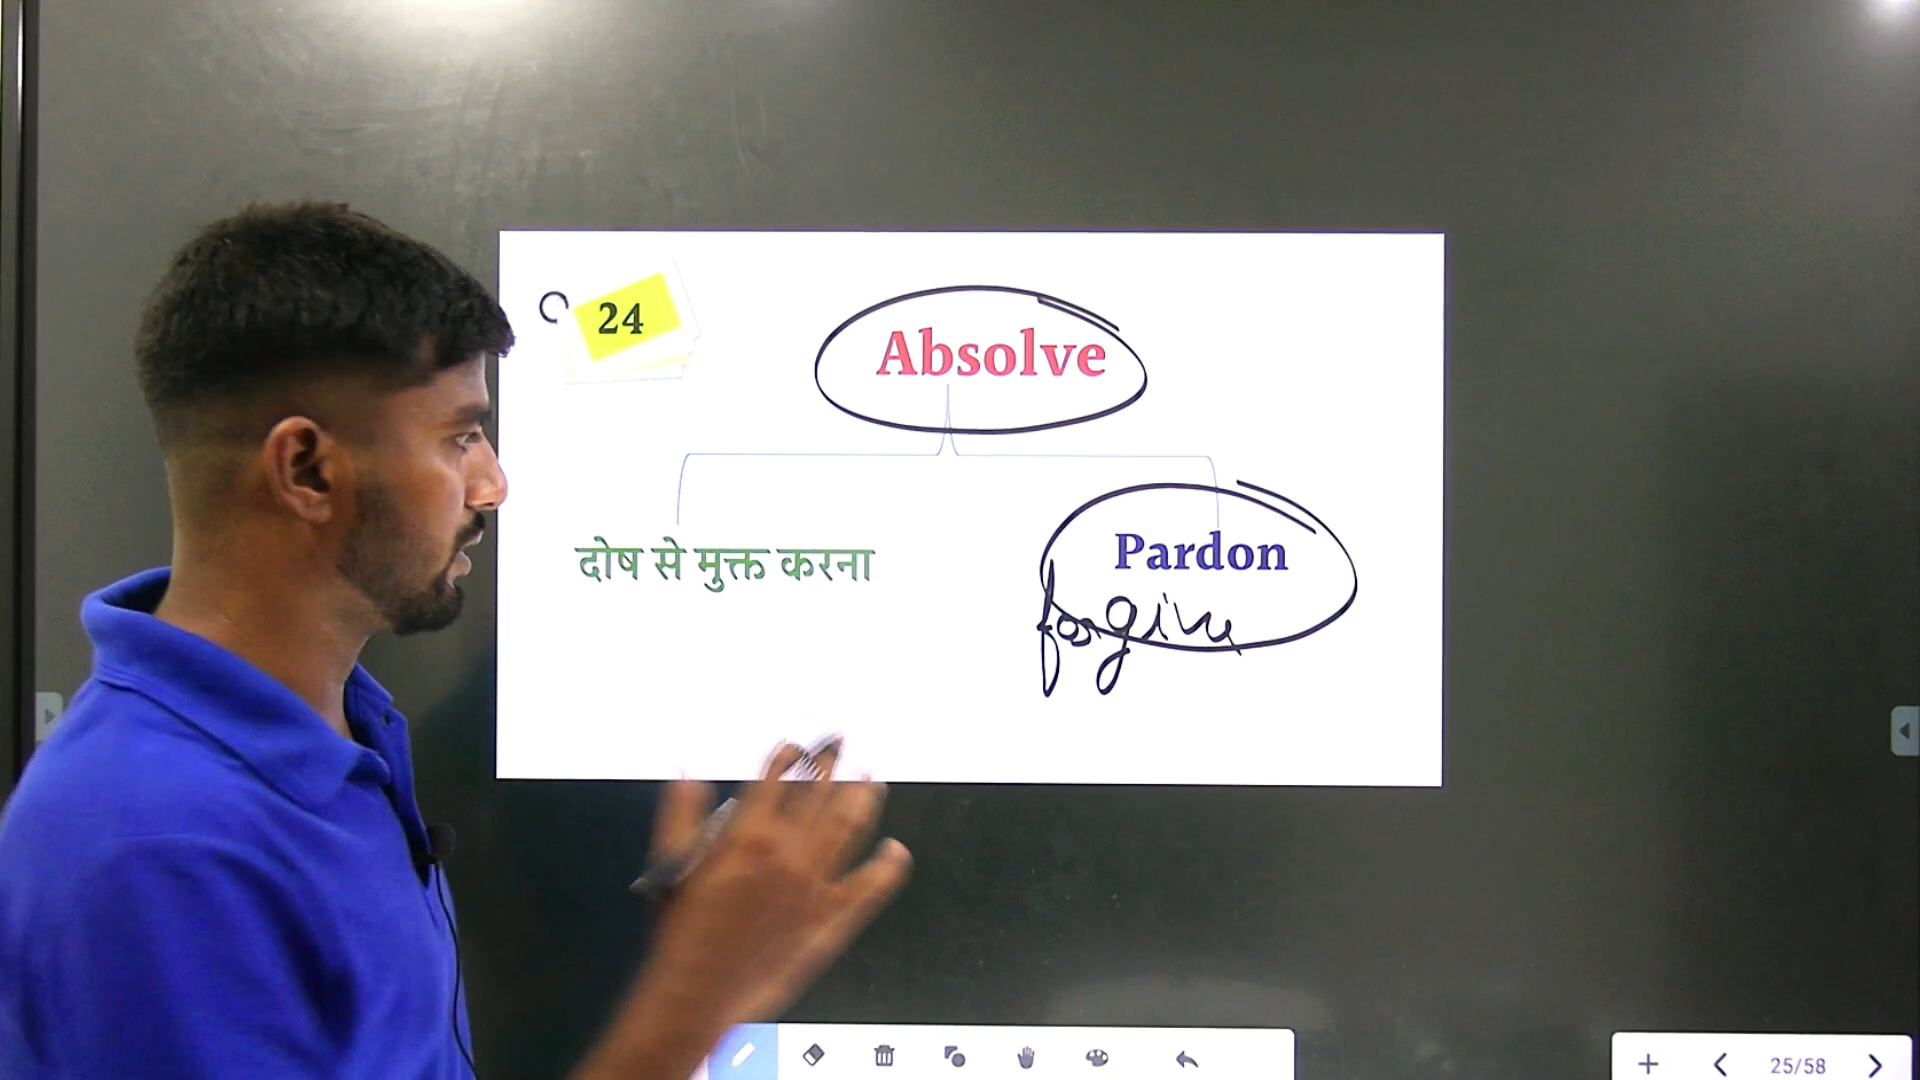 24
Absolve
दोष से मुक्त करना
Pardon
forgive
25/58